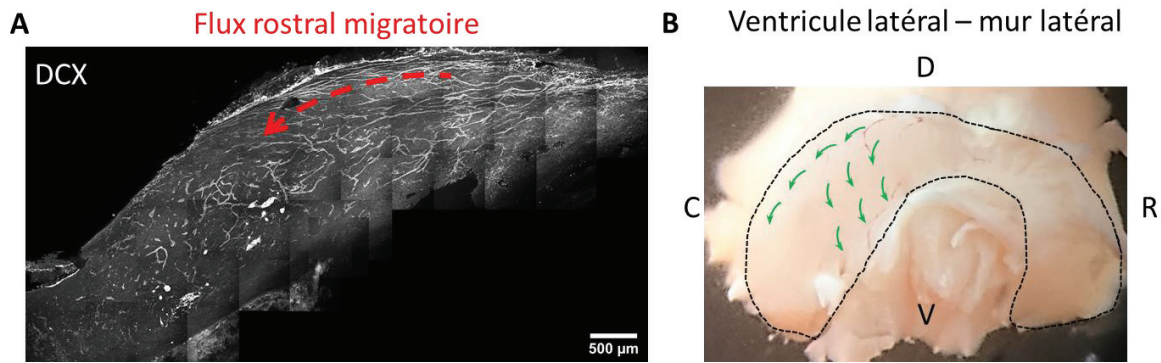 A
Flux rostral migratoire
DCX
500 µm
B
Ventricule latéral – mur latéral
D
C
R
V